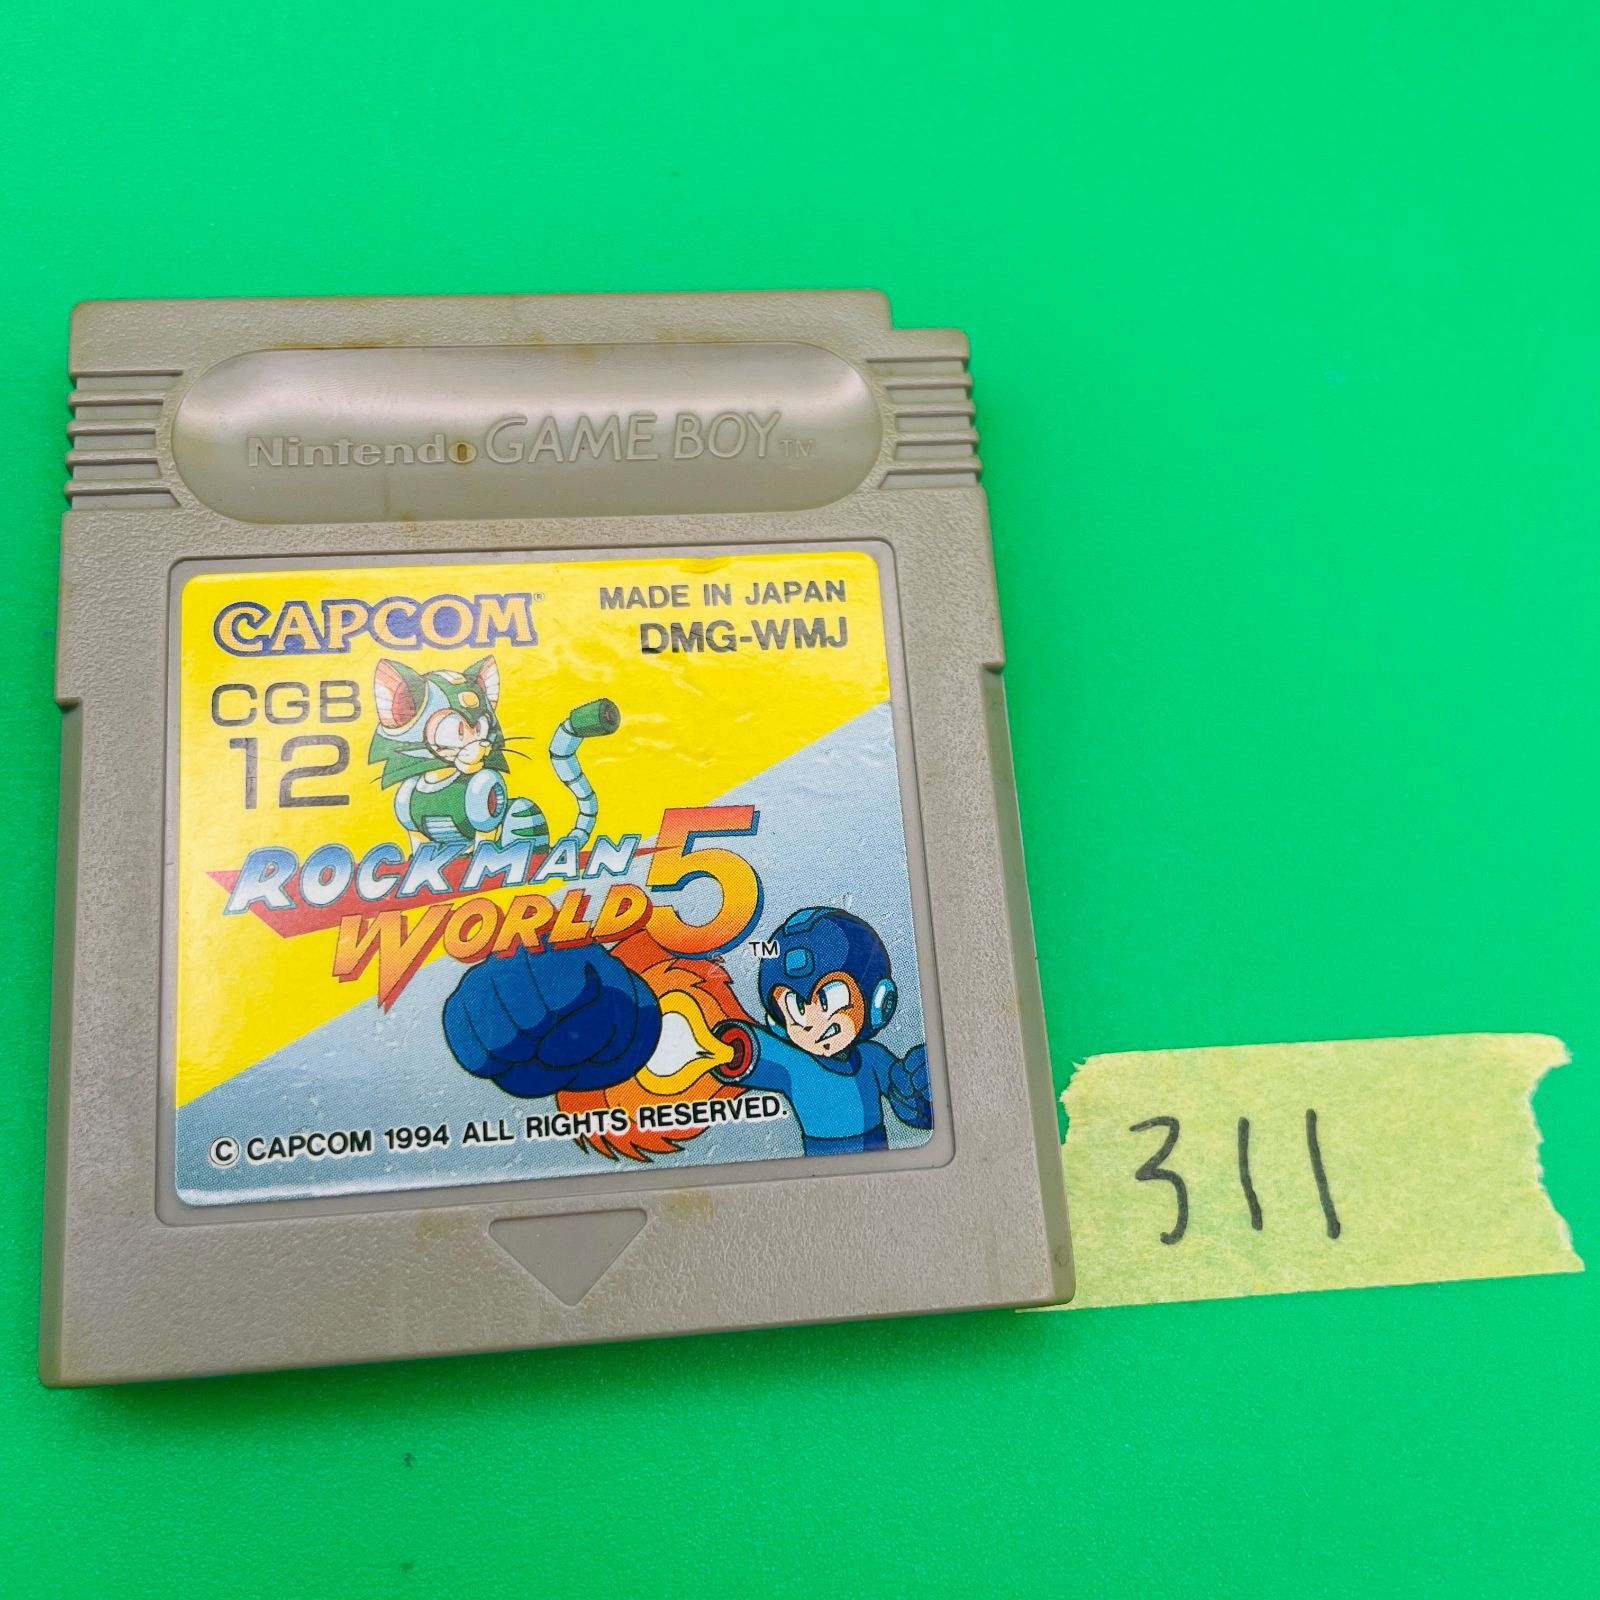 Nintendo GAME BOY TM
CAPCOM®
MADE IN JAPAN
DMG-WMJ
CGB
12
ROCKMAN
WORLD 5
TM
© CAPCOM 1994 ALL RIGHTS RESERVED.
311